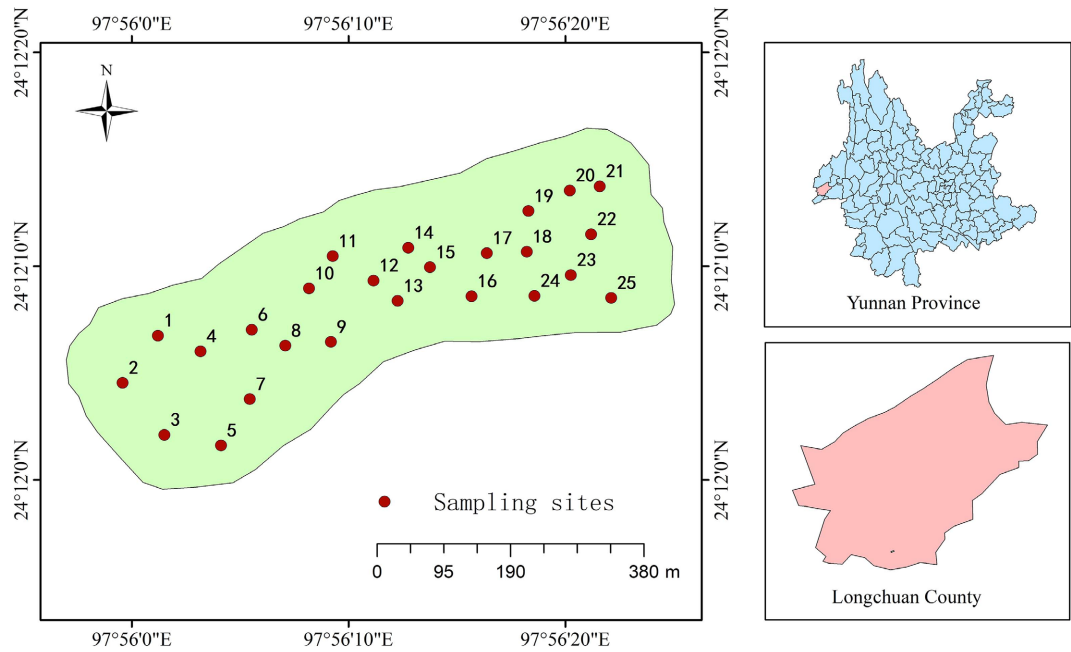 97°56'0"E 97°56'10"E 97°56'20"E
24°12'20"N 24°12'20"N
N
24°12'10"N 24°12'10"N
24°12'0"N 24°12'0"N
20 21
19
22
14
11
17 18
15
23
12
10
13 16 24 25
6
1
9
8
4
2
7
3
5
Sampling sites
0 95 190 380 m
97°56'0"E 97°56'10"E 97°56'20"E
Yunnan Province
Longchuan County